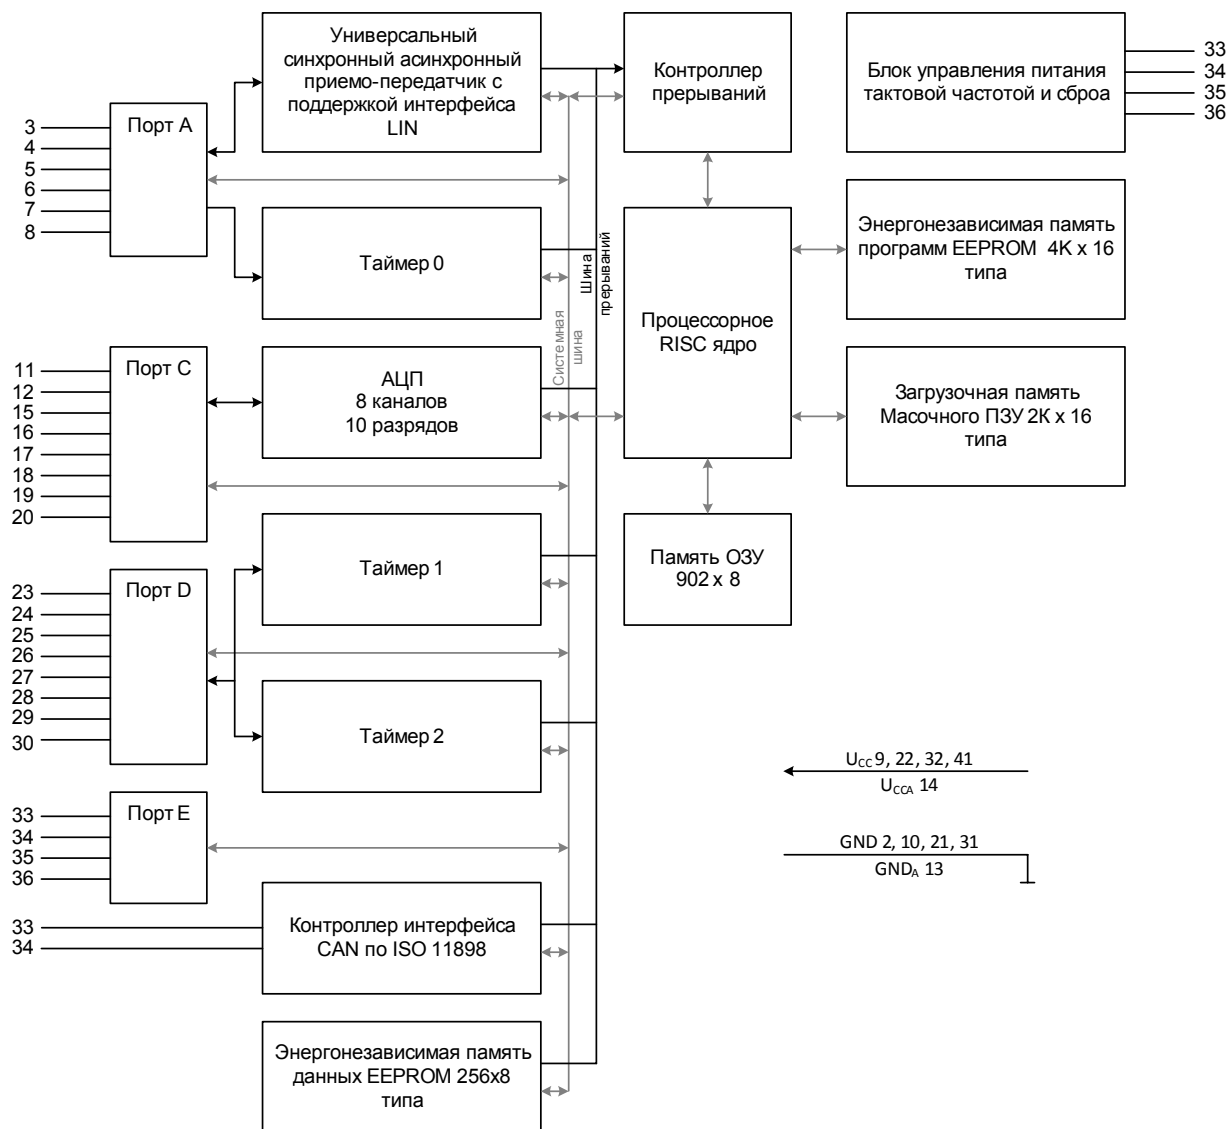 Универсальный
синхронный асинхронный
приемо-передатчик с
поддержкой интерфейса
LIN
Контроллер
прерываний
Блок управления питания
тактовой частотой и сброа
33
34
35
36
Порт А
3
4
5
6
7
8
Таймер 0
Шина
прерываний
Системная
шина
Процессорное
RISC ядро
Энергонезависимая память
программ EEPROM 4K x 16
типа
Порт С
11
12
15
16
17
18
19
20
АЦП
8 каналов
10 разрядов
Загрузочная память
Масочного ПЗУ 2К x 16
типа
Таймер 1
Память ОЗУ
902 x 8
Порт D
23
24
25
26
27
28
29
30
Таймер 2
UCC 9, 22, 32, 41
UCCA 14
Порт Е
33
34
35
36
GND 2, 10, 21, 31
GNDA 13
33
34
Контроллер интерфейса
CAN по ISO 11898
Энергонезависимая память
данных EEPROM 256x8
типа